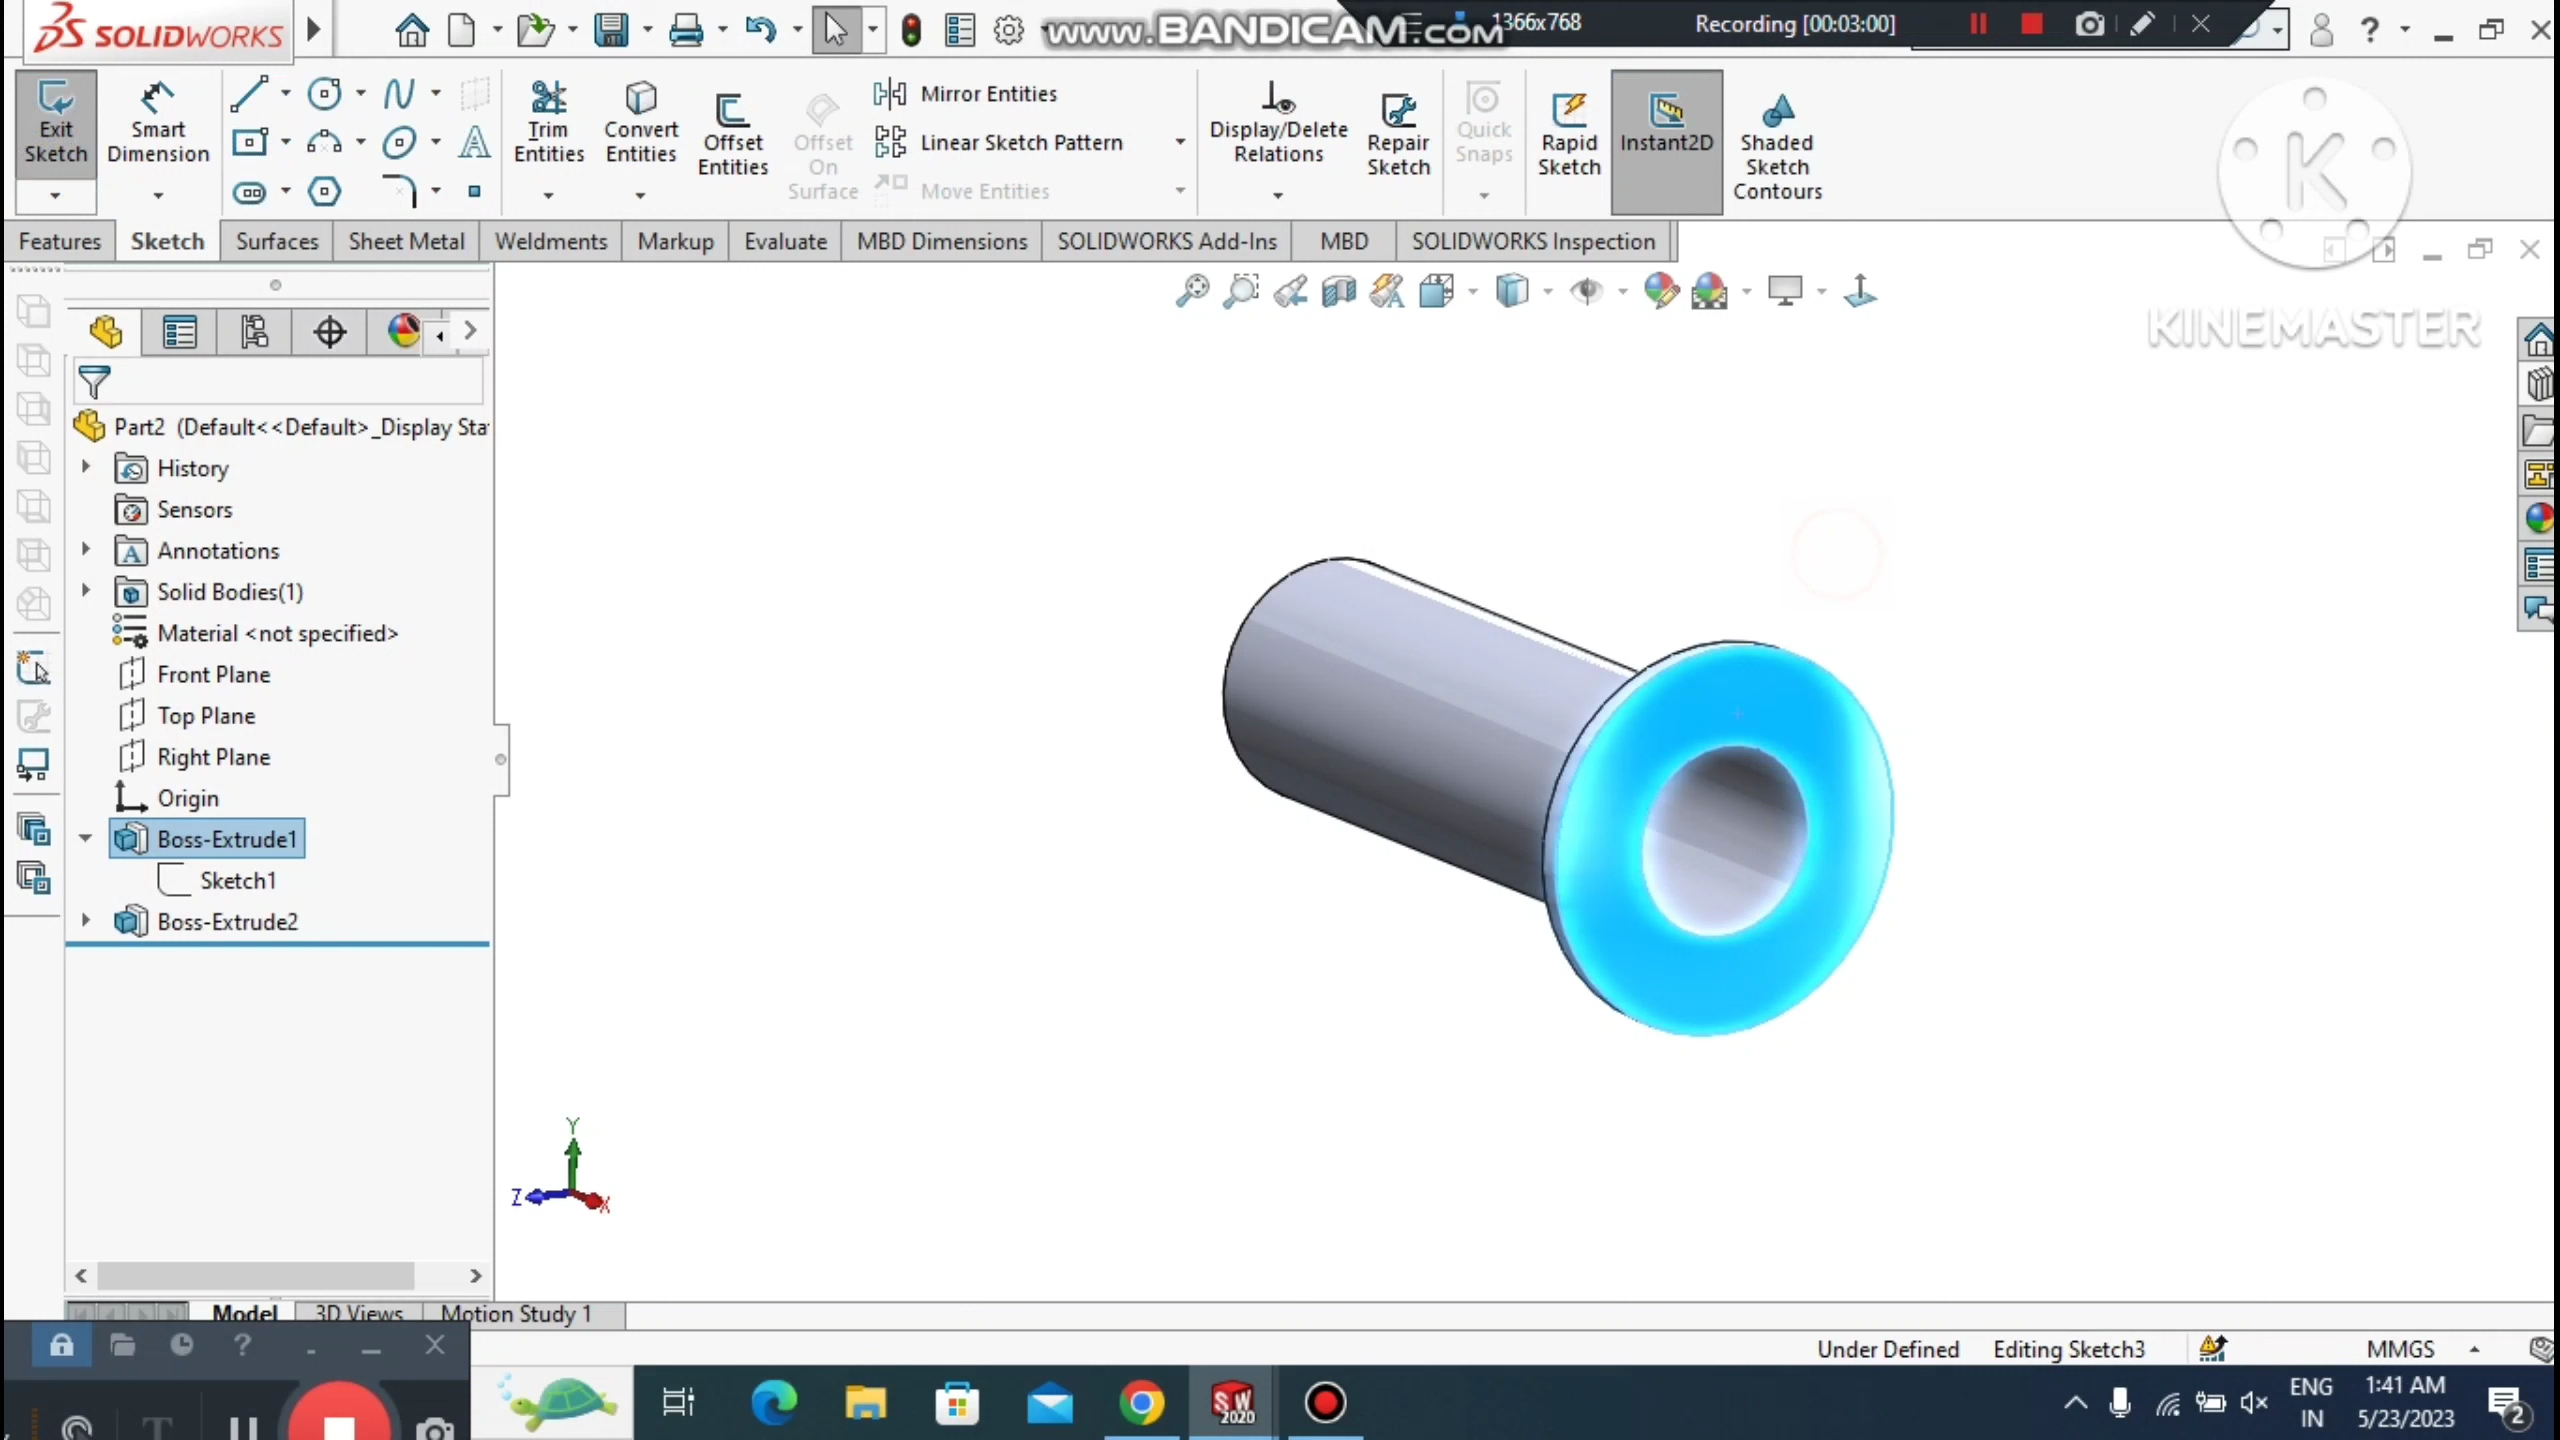 SOLIDWORKS
www.BANDICAM.com
1366x768
Recording [00:03:00]
Exit Sketch
Smart Dimension
Trim Entities
Convert Entities
Offset Entities
Offset On Surface
Mirror Entities
Linear Sketch Pattern
Move Entities
Display/Delete Relations
Repair Sketch
Quick Snaps
Rapid Sketch
Instant2D
Shaded Sketch Contours
K
KINEMASTER
Features
Sketch
Surfaces
Sheet Metal
Weldments
Markup
Evaluate
MBD Dimensions
SOLIDWORKS Add-Ins
MBD
SOLIDWORKS Inspection
Part2 (Default<<Default>_Display Sta
History
Sensors
Annotations
Solid Bodies(1)
Material <not specified>
Front Plane
Top Plane
Right Plane
Origin
Boss-Extrude1
Sketch1
Boss-Extrude2
Y
Z
X
Model
3D Views
Motion Study 1
Under Defined
Editing Sketch3
MMGS
SW 2020
ENG
IN
1:41 AM
5/23/2023
2